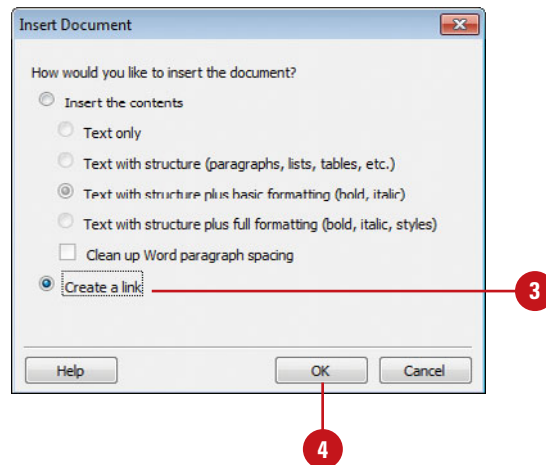 Insert Document
How would you like to insert the document?
Insert the contents
Text only
Text with structure (paragraphs, lists, tables, etc.)
Text with structure plus basic formatting (bold, italic)
Text with structure plus full formatting (bold, italic, styles)
Clean up Word paragraph spacing
Create a link
3
Help OK Cancel
4